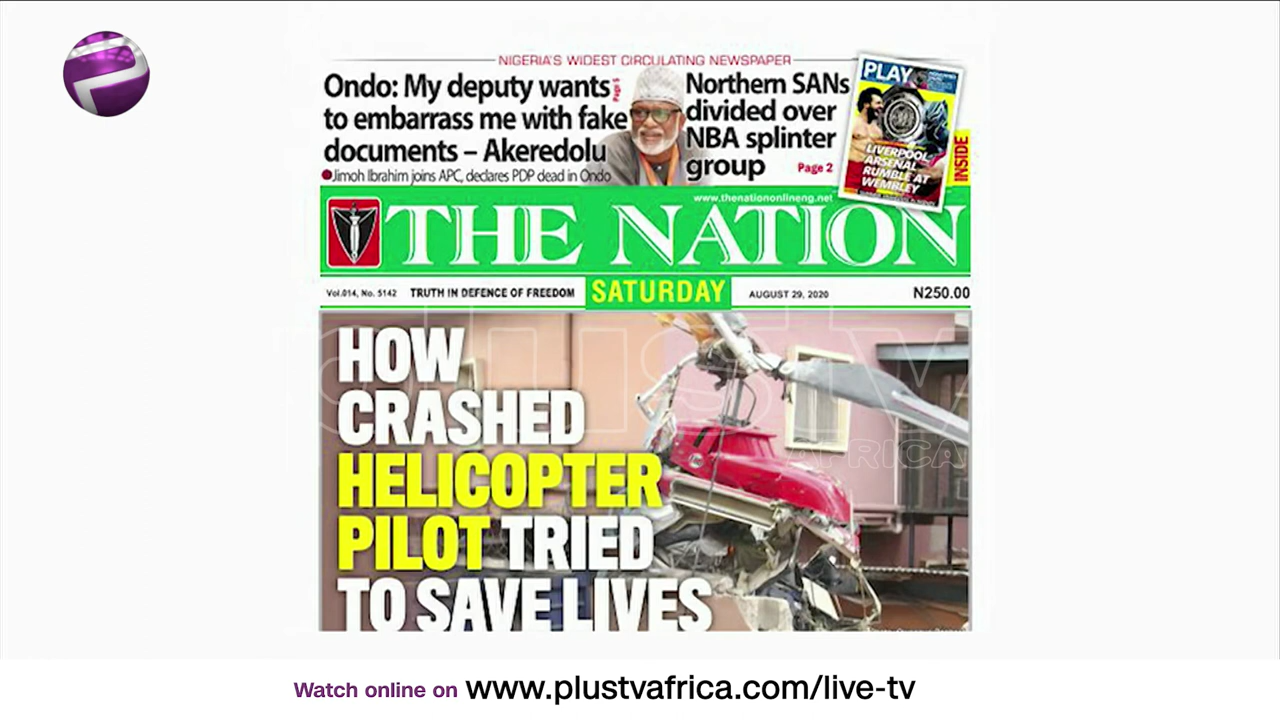 NIGERIA'S WIDEST CIRCULATING NEWSPAPER
Ondo: My deputy wants
to embarrass me with fake
documents – Akeredolu
Jimoh Ibrahim joins APC, declares PDP dead in Ondo
Page 5
Northern SANs
divided over
NBA splinter
group
Page 2
PLAY
LIVERPOOL,
ARSENAL
RUMBLE AT
WEMBLEY
INSIDE
www.thenationonlineng.net
THE NATION
Vol.014, No. 5142 TRUTH IN DEFENCE OF FREEDOM SATURDAY AUGUST 29, 2020 N250.00
HOW
CRASHED
HELICOPTER
PILOT TRIED
TO SAVE LIVES
plustv
AFRICA
Watch online on www.plustvafrica.com/live-tv